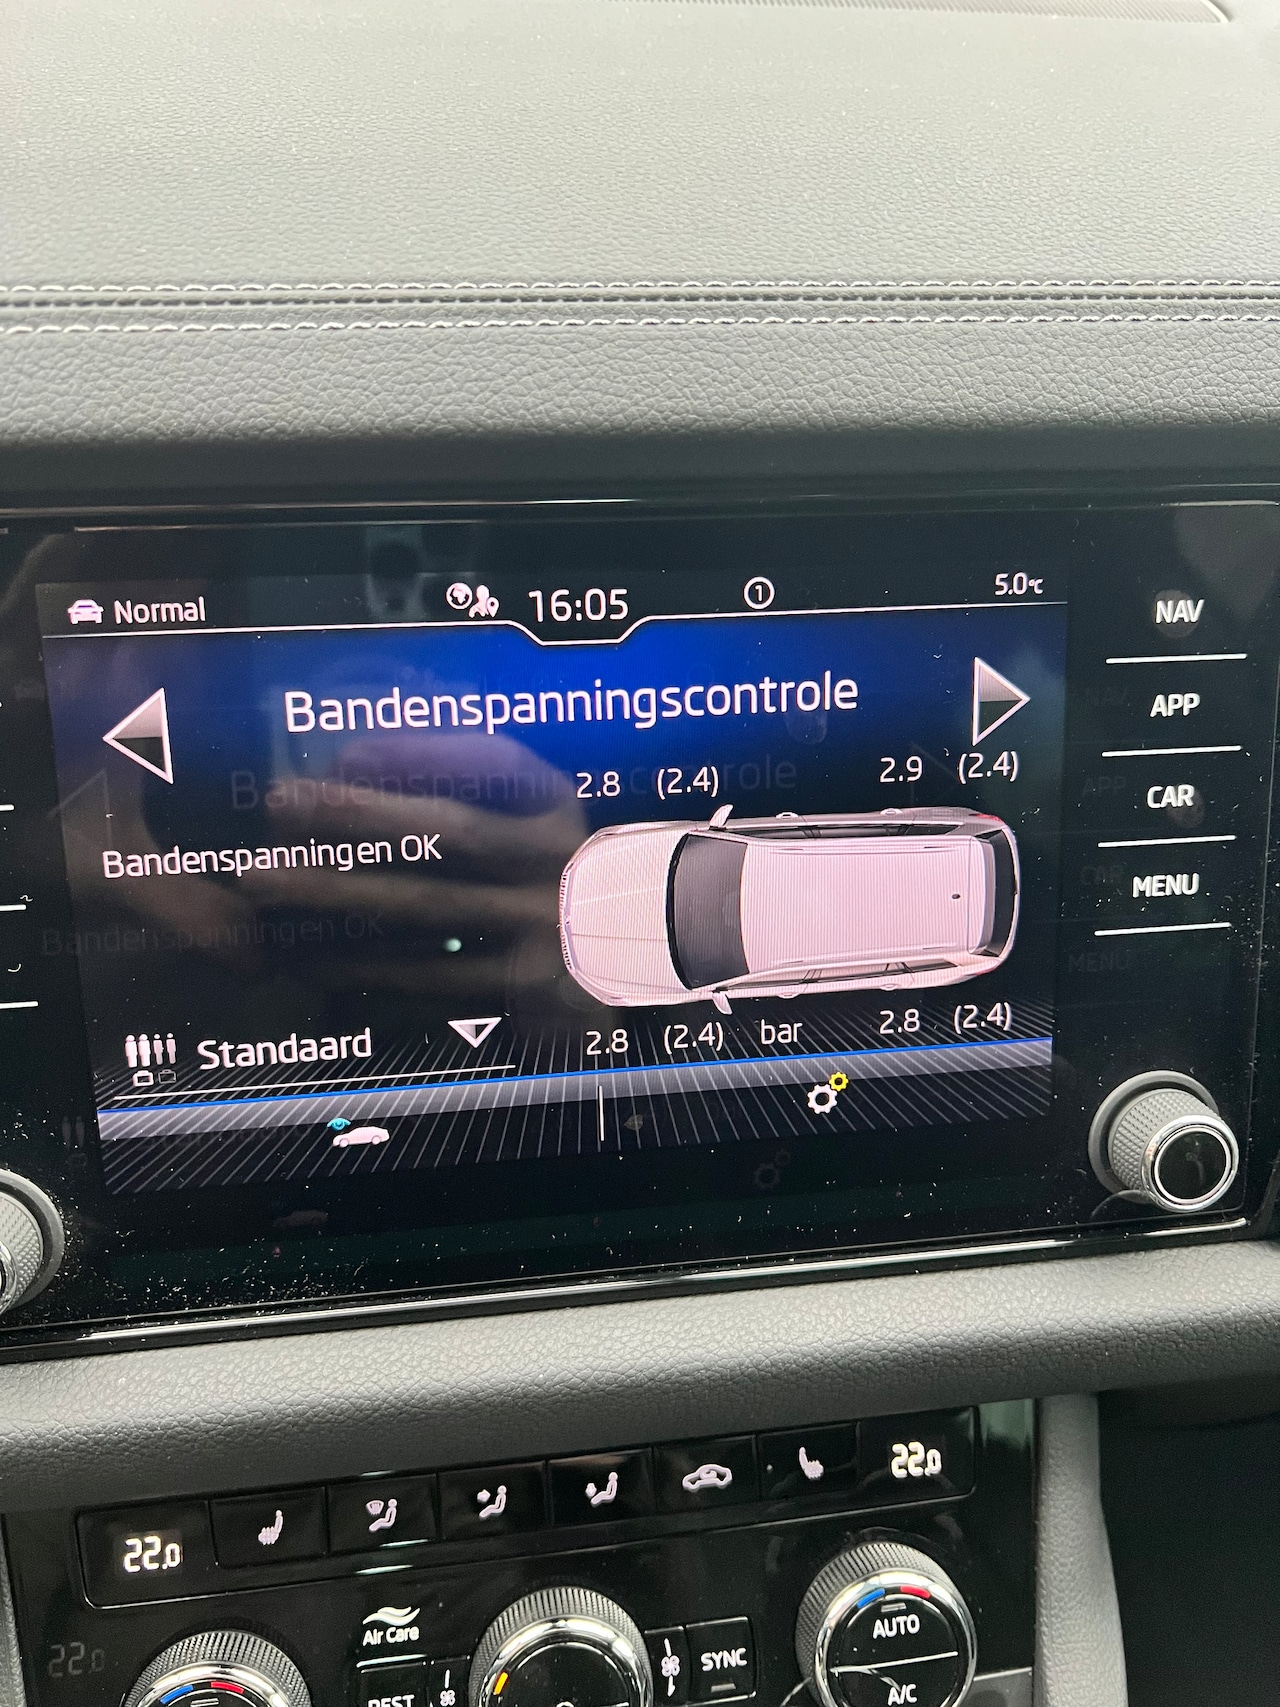 Normal 16:05 1 5.0°C
NAV
Bandenspanningscontrole
APP
2.8 (2.4) 2.9 (2.4)
CAR
Bandenspanningen OK
MENU
2.8 (2.4) bar 2.8 (2.4)
Standaard
22.0 22.0
Air Care
AUTO
SYNC
REST
A/C